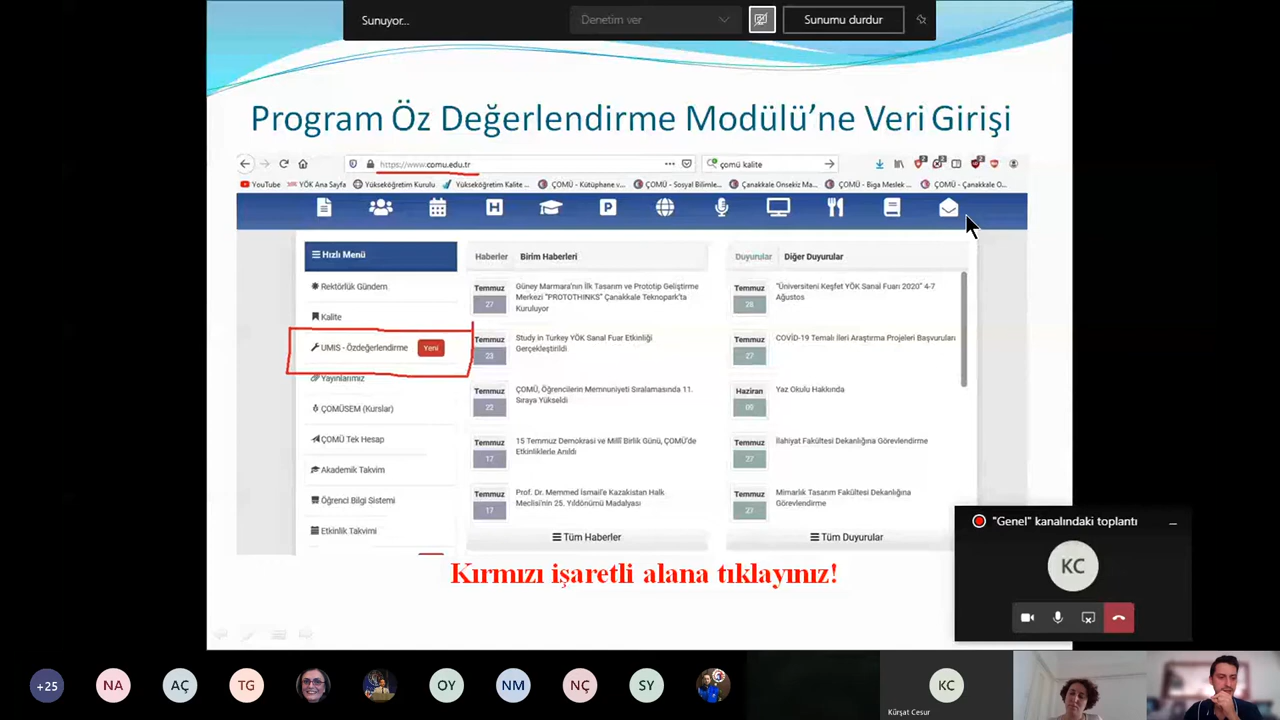 Sunuyor...
Denetim ver
Sunumu durdur
Program Öz Değerlendirme Modülü'ne Veri Girişi
https://www.comu.edu.tr
çomü kalite
YouTube
YÖK Ana Sayfa
Yükseköğretim Kurulu
Yükseköğretim Kalite ...
ÇOMÜ - Kütüphane v...
ÇOMÜ - Sosyal Bilimle...
Çanakkale Onsekiz Ma...
ÇOMÜ - Biga Meslek ...
ÇOMÜ - Çanakkale O...
Hızlı Menü
Rektörlük Gündem
Kalite
UMIS - Özdeğerlendirme Yeni
Yayınlarımız
ÇOMÜSEM (Kurslar)
ÇOMÜ Tek Hesap
Akademik Takvim
Öğrenci Bilgi Sistemi
Etkinlik Takvimi
Haberler Birim Haberleri
Temmuz
27
Güney Marmara'nın İlk Tasarım ve Prototip Geliştirme
Merkezi "PROTOTHINKS" Çanakkale Teknopark'ta
Kuruluyor
Temmuz
23
Study in Turkey YÖK Sanal Fuar Etkinliği
Gerçekleştirildi
Temmuz
22
ÇOMÜ, Öğrencilerin Memnuniyeti Sıralamasında 11.
Sıraya Yükseldi
Temmuz
17
15 Temmuz Demokrasi ve Millî Birlik Günü, ÇOMÜ'de
Etkinliklerle Anıldı
Temmuz
17
Prof. Dr. Memmed İsmail'e Kazakistan Halk
Meclisi'nin 25. Yıldönümü Madalyası
Tüm Haberler
Duyurular Diğer Duyurular
Temmuz
28
"Üniversiteni Keşfet YÖK Sanal Fuarı 2020" 4-7
Ağustos
Temmuz
27
COVİD-19 Temalı İleri Araştırma Projeleri Başvuruları
Haziran
09
Yaz Okulu Hakkında
Temmuz
27
İlahiyat Fakültesi Dekanlığına Görevlendirme
Temmuz
27
Mimarlık Tasarım Fakültesi Dekanlığına
Görevlendirme
Tüm Duyurular
Kırmızı işaretli alana tıklayınız!
"Genel" kanalındaki toplantı
KC
+25
NA
AÇ
TG
OY
NM
NÇ
SY
KC
Kürşat Cesur